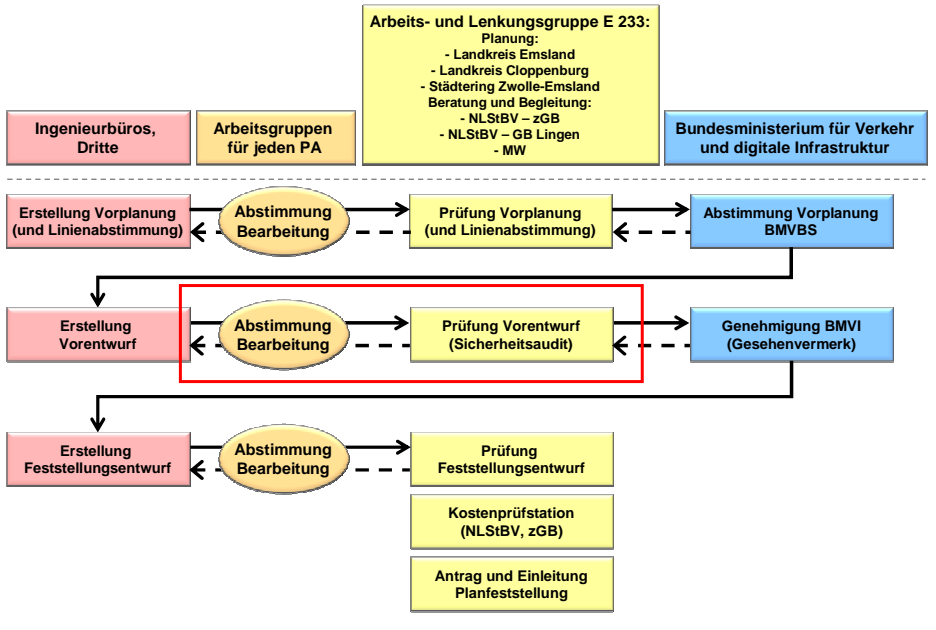 Arbeits- und Lenkungsgruppe E 233:
Planung:
- Landkreis Emsland
- Landkreis Cloppenburg
- Städtering Zwolle-Emsland
Beratung und Begleitung:
- NLStBV – zGB
- NLStBV – GB Lingen
- MW
Ingenieurbüros,
Dritte
Arbeitsgruppen
für jeden PA
Bundesministerium für Verkehr
und digitale Infrastruktur
Erstellung Vorplanung
(und Linienabstimmung)
Abstimmung
Bearbeitung
Prüfung Vorplanung
(und Linienabstimmung)
Abstimmung Vorplanung
BMVBS
Erstellung
Vorentwurf
Abstimmung
Bearbeitung
Prüfung Vorentwurf
(Sicherheitsaudit)
Genehmigung BMVI
(Gesehenvermerk)
Erstellung
Feststellungsentwurf
Abstimmung
Bearbeitung
Prüfung
Feststellungsentwurf
Kostenprüfstation
(NLStBV, zGB)
Antrag und Einleitung
Planfeststellung